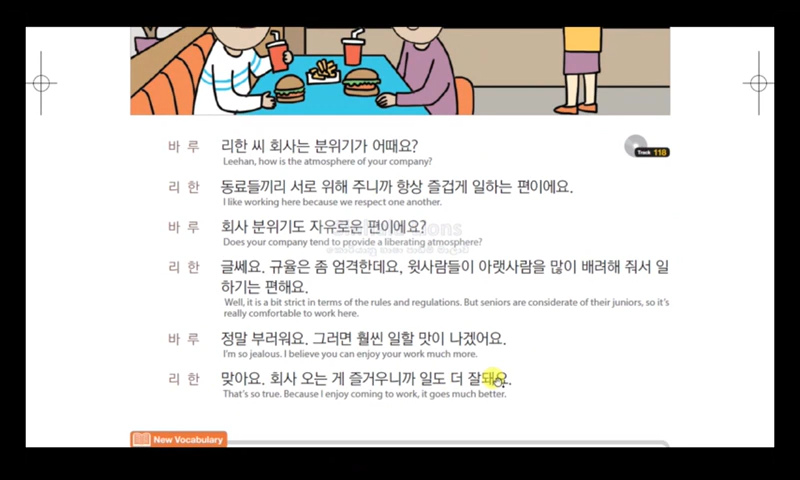 바 루 리한 씨 회사는 분위기가 어때요?
Leehan, how is the atmosphere of your company?
Track 118
리 한 동료들끼리 서로 위해 주니까 항상 즐겁게 일하는 편이에요.
I like working here because we respect one another.
바 루 회사 분위기도 자유로운 편이에요?
Does your company tend to provide a liberating atmosphere?
리 한 글쎄요. 규율은 좀 엄격한데요, 윗사람들이 아랫사람을 많이 배려해 줘서 일
하기는 편해요.
Well, it is a bit strict in terms of the rules and regulations. But seniors are considerate of their juniors, so it's
really comfortable to work here.
바 루 정말 부러워요. 그러면 훨씬 일할 맛이 나겠어요.
I'm so jealous. I believe you can enjoy your work much more.
리 한 맞아요. 회사 오는 게 즐거우니까 일도 더 잘돼요.
That's so true. Because I enjoy coming to work, it goes much better.
New Vocabulary